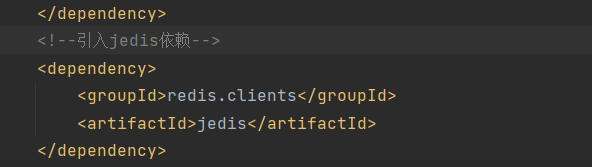 </dependency>
<!--引入jedis依赖-->
<dependency>
<groupId>redis.clients</groupId>
<artifactId>jedis</artifactId>
</dependency>